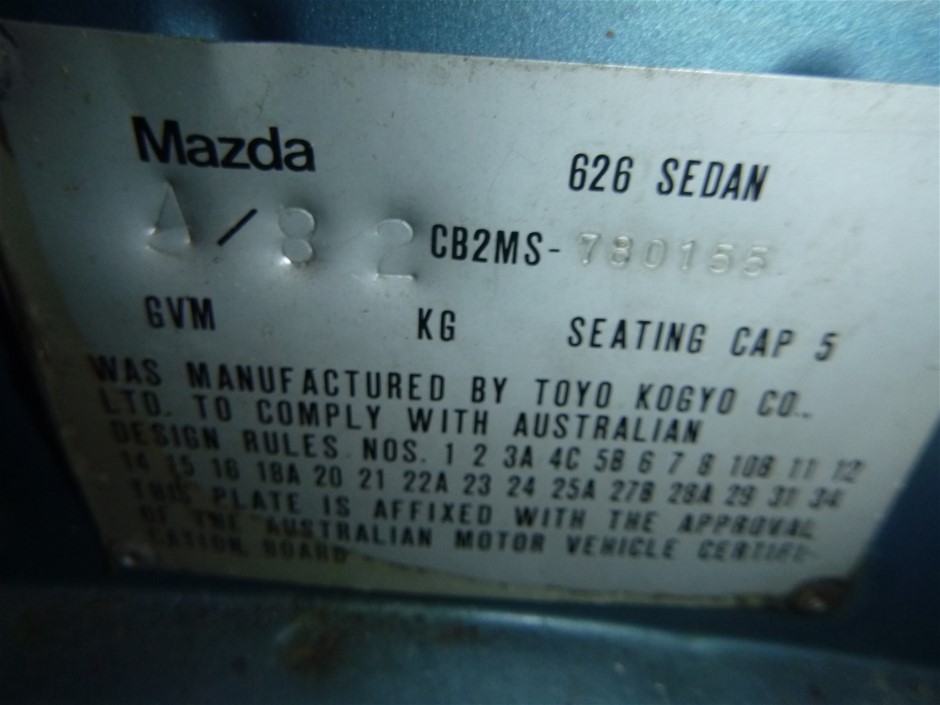 Mazda 626 SEDAN
4/82 CB2MS-780155
GVM KG SEATING CAP 5
WAS MANUFACTURED BY TOYO KOGYO CO.,
LTD. TO COMPLY WITH AUSTRALIAN
DESIGN RULES NOS. 1 2 3A 4C 5B 6 7 8 10B 11 12
14 15 16 18A 20 21 22A 23 24 25A 27B 28A 29 31 34
THIS PLATE IS AFFIXED WITH THE APPROVAL
OF THE AUSTRALIAN MOTOR VEHICLE CERTIFI-
CATION BOARD